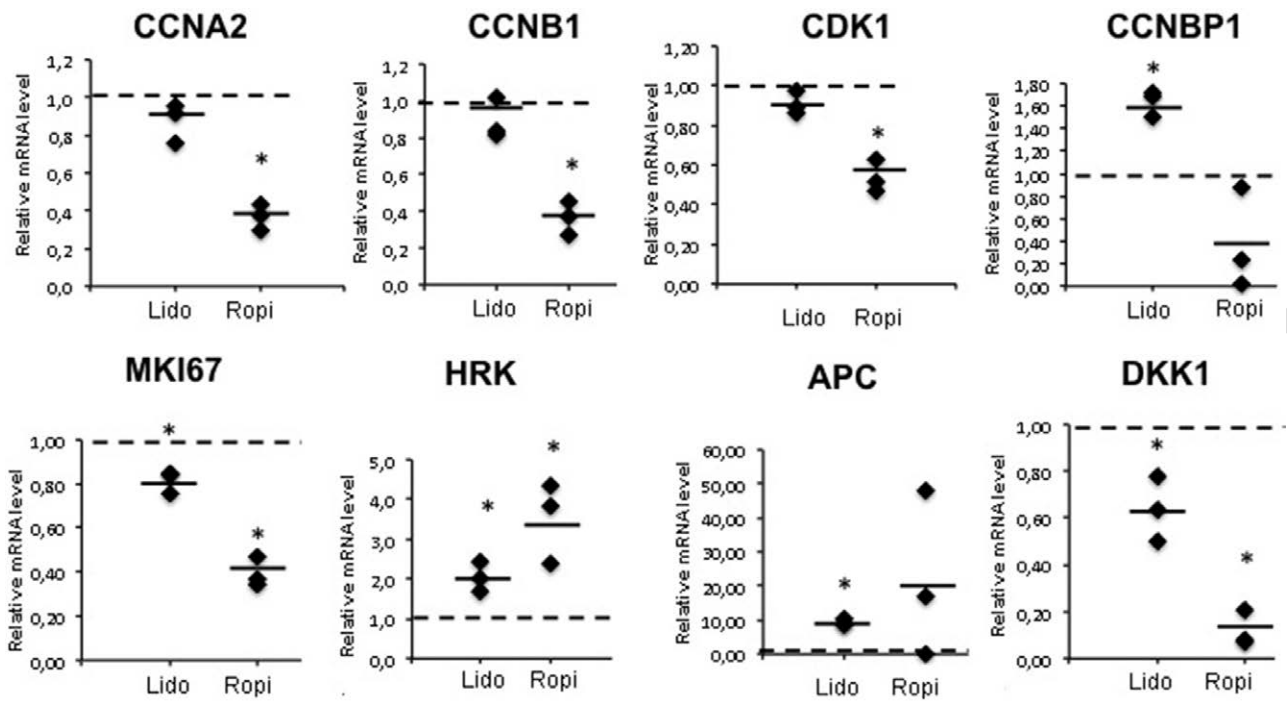 CCNA2
Relative mRNA level
1,2
1,0
0,8
0,6
0,4
0,2
0,0
*
Lido Ropi
CCNB1
Relative mRNA level
1,2
1,0
0,8
0,6
0,4
0,2
0,0
*
Lido Ropi
CDK1
Relative mRNA level
1,20
1,00
0,80
0,60
0,40
0,20
0,00
*
Lido Ropi
CCNBP1
Relative mRNA level
1,80
1,60
1,40
1,20
1,00
0,80
0,60
0,40
0,20
0,00
*
Lido Ropi
MKI67
Relative mRNA level
1,00
0,80
0,60
0,40
0,20
0,00
*
*
Lido Ropi
HRK
Relative mRNA level
5,0
4,0
3,0
2,0
1,0
0,0
*
*
Lido Ropi
APC
Relative mRNA level
60,00
50,00
40,00
30,00
20,00
10,00
0,00
*
Lido Ropi
DKK1
Relative mRNA level
1,00
0,80
0,60
0,40
0,20
0,00
*
*
Lido Ropi